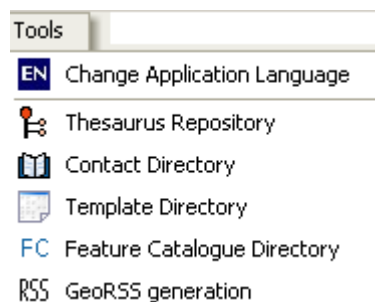 Tools
EN Change Application Language
Thesaurus Repository
Contact Directory
Template Directory
FC Feature Catalogue Directory
RSS GeoRSS generation